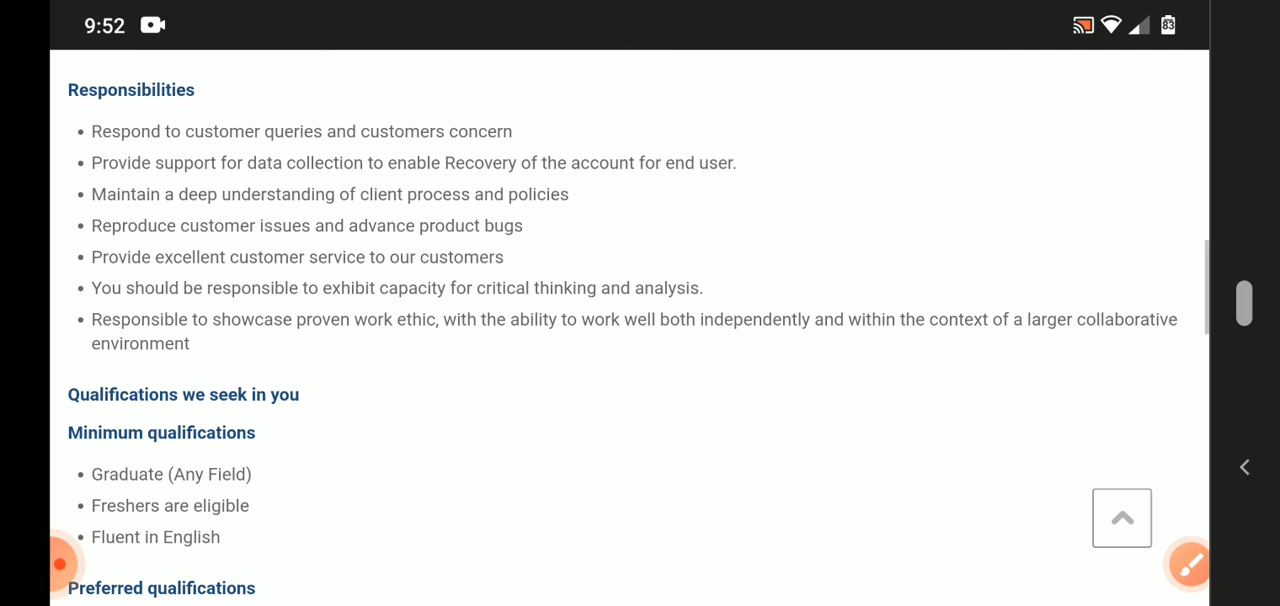 9:52
83
Responsibilities
• Respond to customer queries and customers concern
• Provide support for data collection to enable Recovery of the account for end user.
• Maintain a deep understanding of client process and policies
• Reproduce customer issues and advance product bugs
• Provide excellent customer service to our customers
• You should be responsible to exhibit capacity for critical thinking and analysis.
• Responsible to showcase proven work ethic, with the ability to work well both independently and within the context of a larger collaborative
environment
Qualifications we seek in you
Minimum qualifications
• Graduate (Any Field)
• Freshers are eligible
• Fluent in English
Preferred qualifications